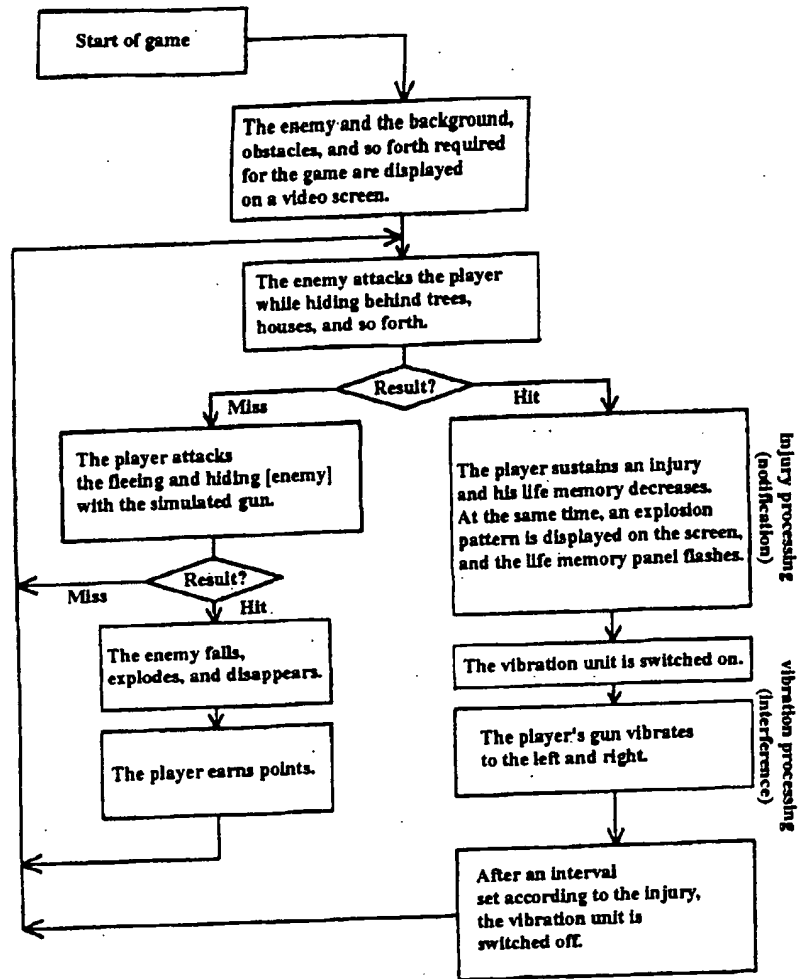 Start of game
The enemy and the background,
obstacles, and so forth required
for the game are displayed
on a video screen.
The enemy attacks the player
while hiding behind trees,
houses, and so forth.
Result?
Miss
Hit
The player attacks
the fleeing and hiding [enemy]
with the simulated gun.
The player sustains an injury
and his life memory decreases.
At the same time, an explosion
pattern is displayed on the screen,
and the life memory panel flashes.
Injury processing
(notification)
Result?
Miss
Hit
The enemy falls,
explodes, and disappears.
The vibration unit is switched on.
The player earns points.
The player's gun vibrates
to the left and right.
vibration processing
(interference)
After an interval
set according to the injury,
the vibration unit is
switched off.